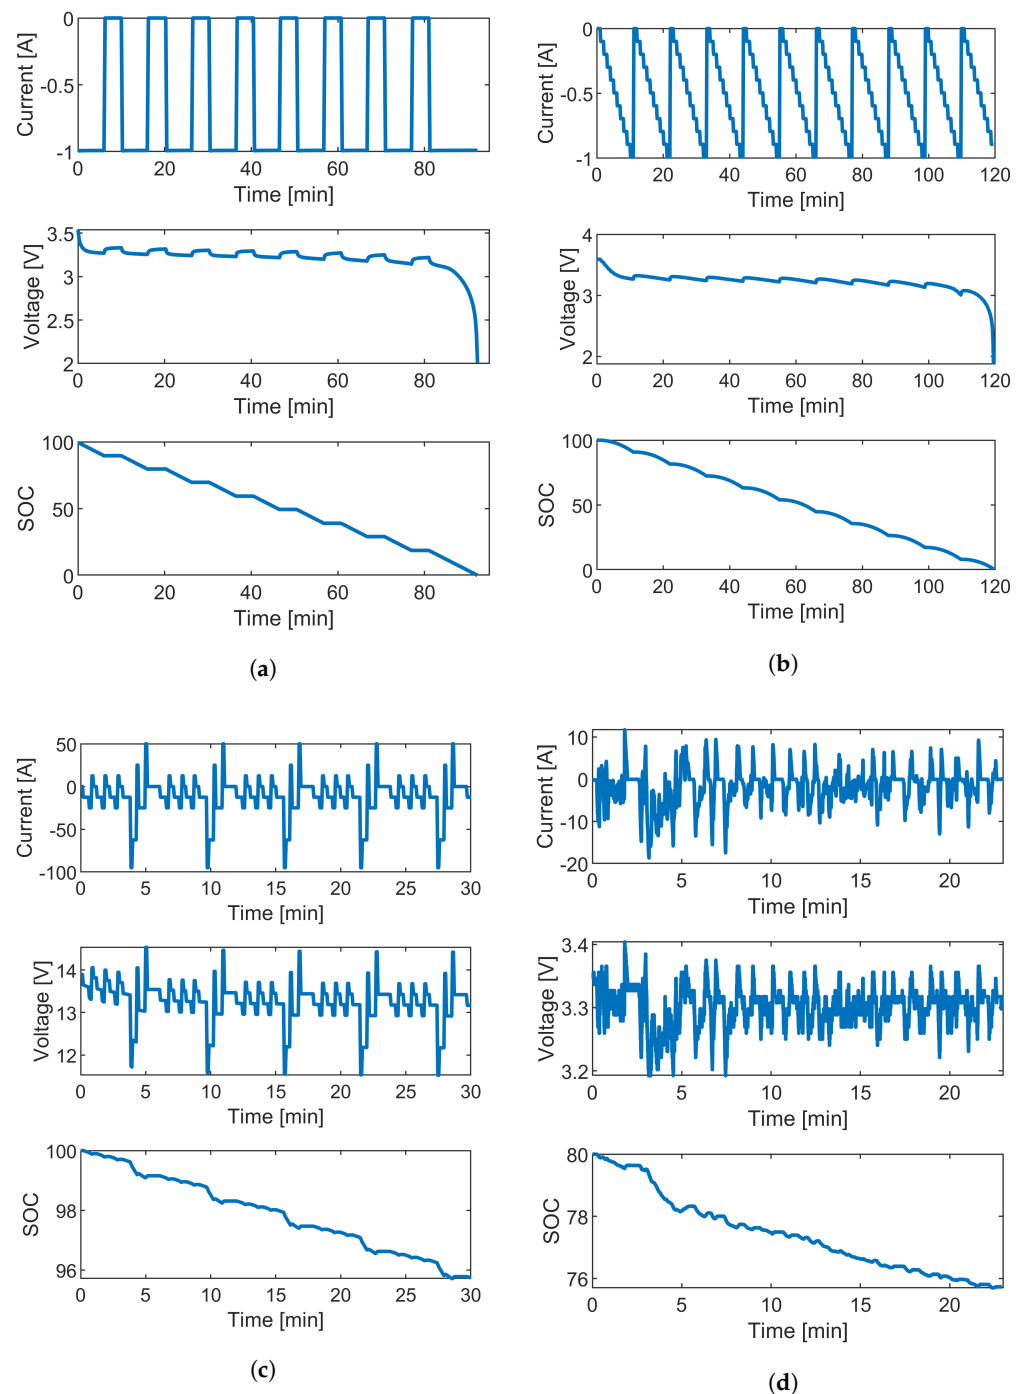 Current [A]
0
-0.5
-1
0 20 40 60 80
Time [min]
Voltage [V]
3.5
3
2.5
2
0 20 40 60 80
Time [min]
SOC
100
50
0
0 20 40 60 80
Time [min]
(a)
Current [A]
0
-0.5
-1
0 20 40 60 80 100 120
Time [min]
Voltage [V]
4
3
2
0 20 40 60 80 100 120
Time [min]
SOC
100
50
0
0 20 40 60 80 100 120
Time [min]
(b)
Current [A]
50
0
-50
-100
0 5 10 15 20 25 30
Time [min]
Voltage [V]
14
13
12
0 5 10 15 20 25 30
Time [min]
SOC
100
98
96
0 5 10 15 20 25 30
Time [min]
(c)
Current [A]
10
0
-10
-20
0 5 10 15 20
Time [min]
Voltage [V]
3.4
3.3
3.2
0 5 10 15 20
Time [min]
SOC
80
78
76
0 5 10 15 20
Time [min]
(d)